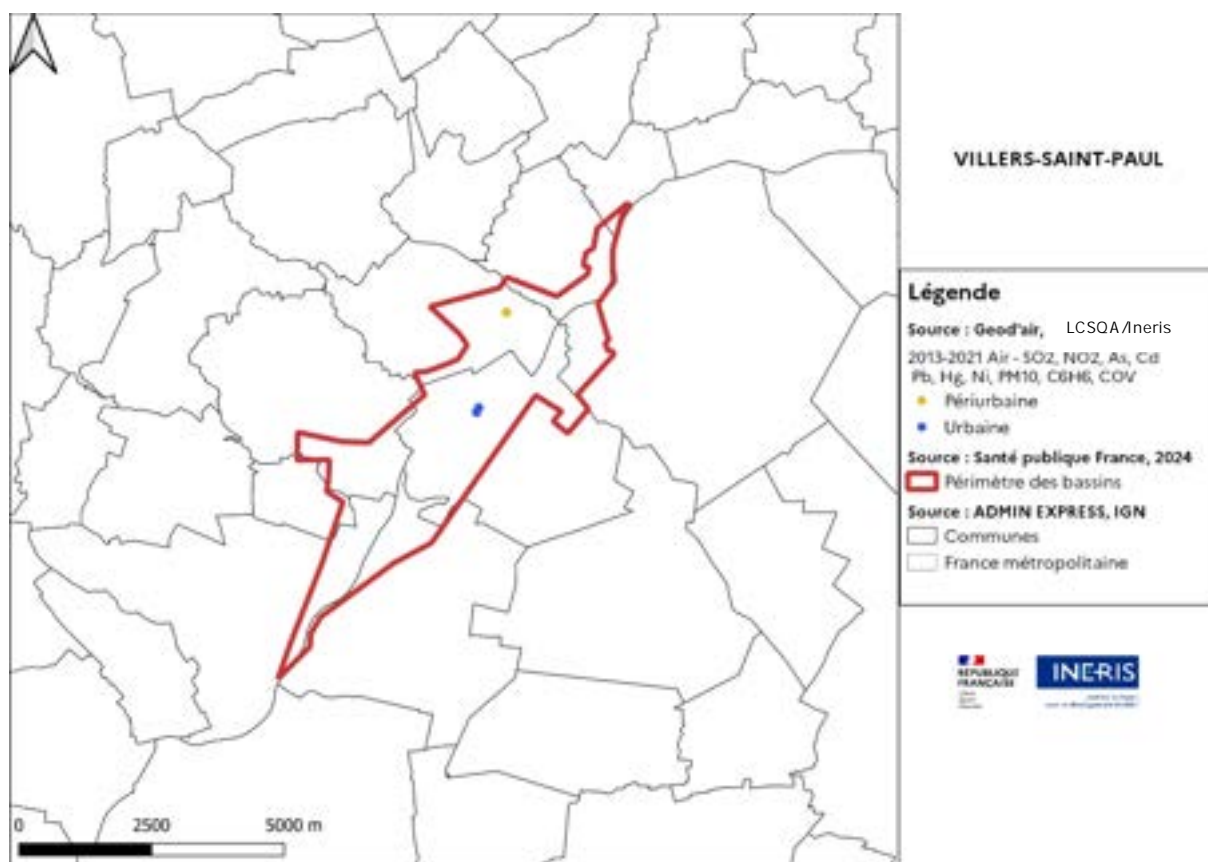 VILLERS-SAINT-PAUL
Légende
Source : Geod'air, LCSQA/Ineris
2013-2021 Air - SO2, NO2, As, Cd
Pb, Hg, Ni, PM10, C6H6, COV
Périurbaine
Urbaine
Source : Santé publique France, 2024
Périmètre des bassins
Source : ADMIN EXPRESS, IGN
Communes
France métropolitaine
0 2500 5000 m
RÉPUBLIQUE
FRANÇAISE
INERIS